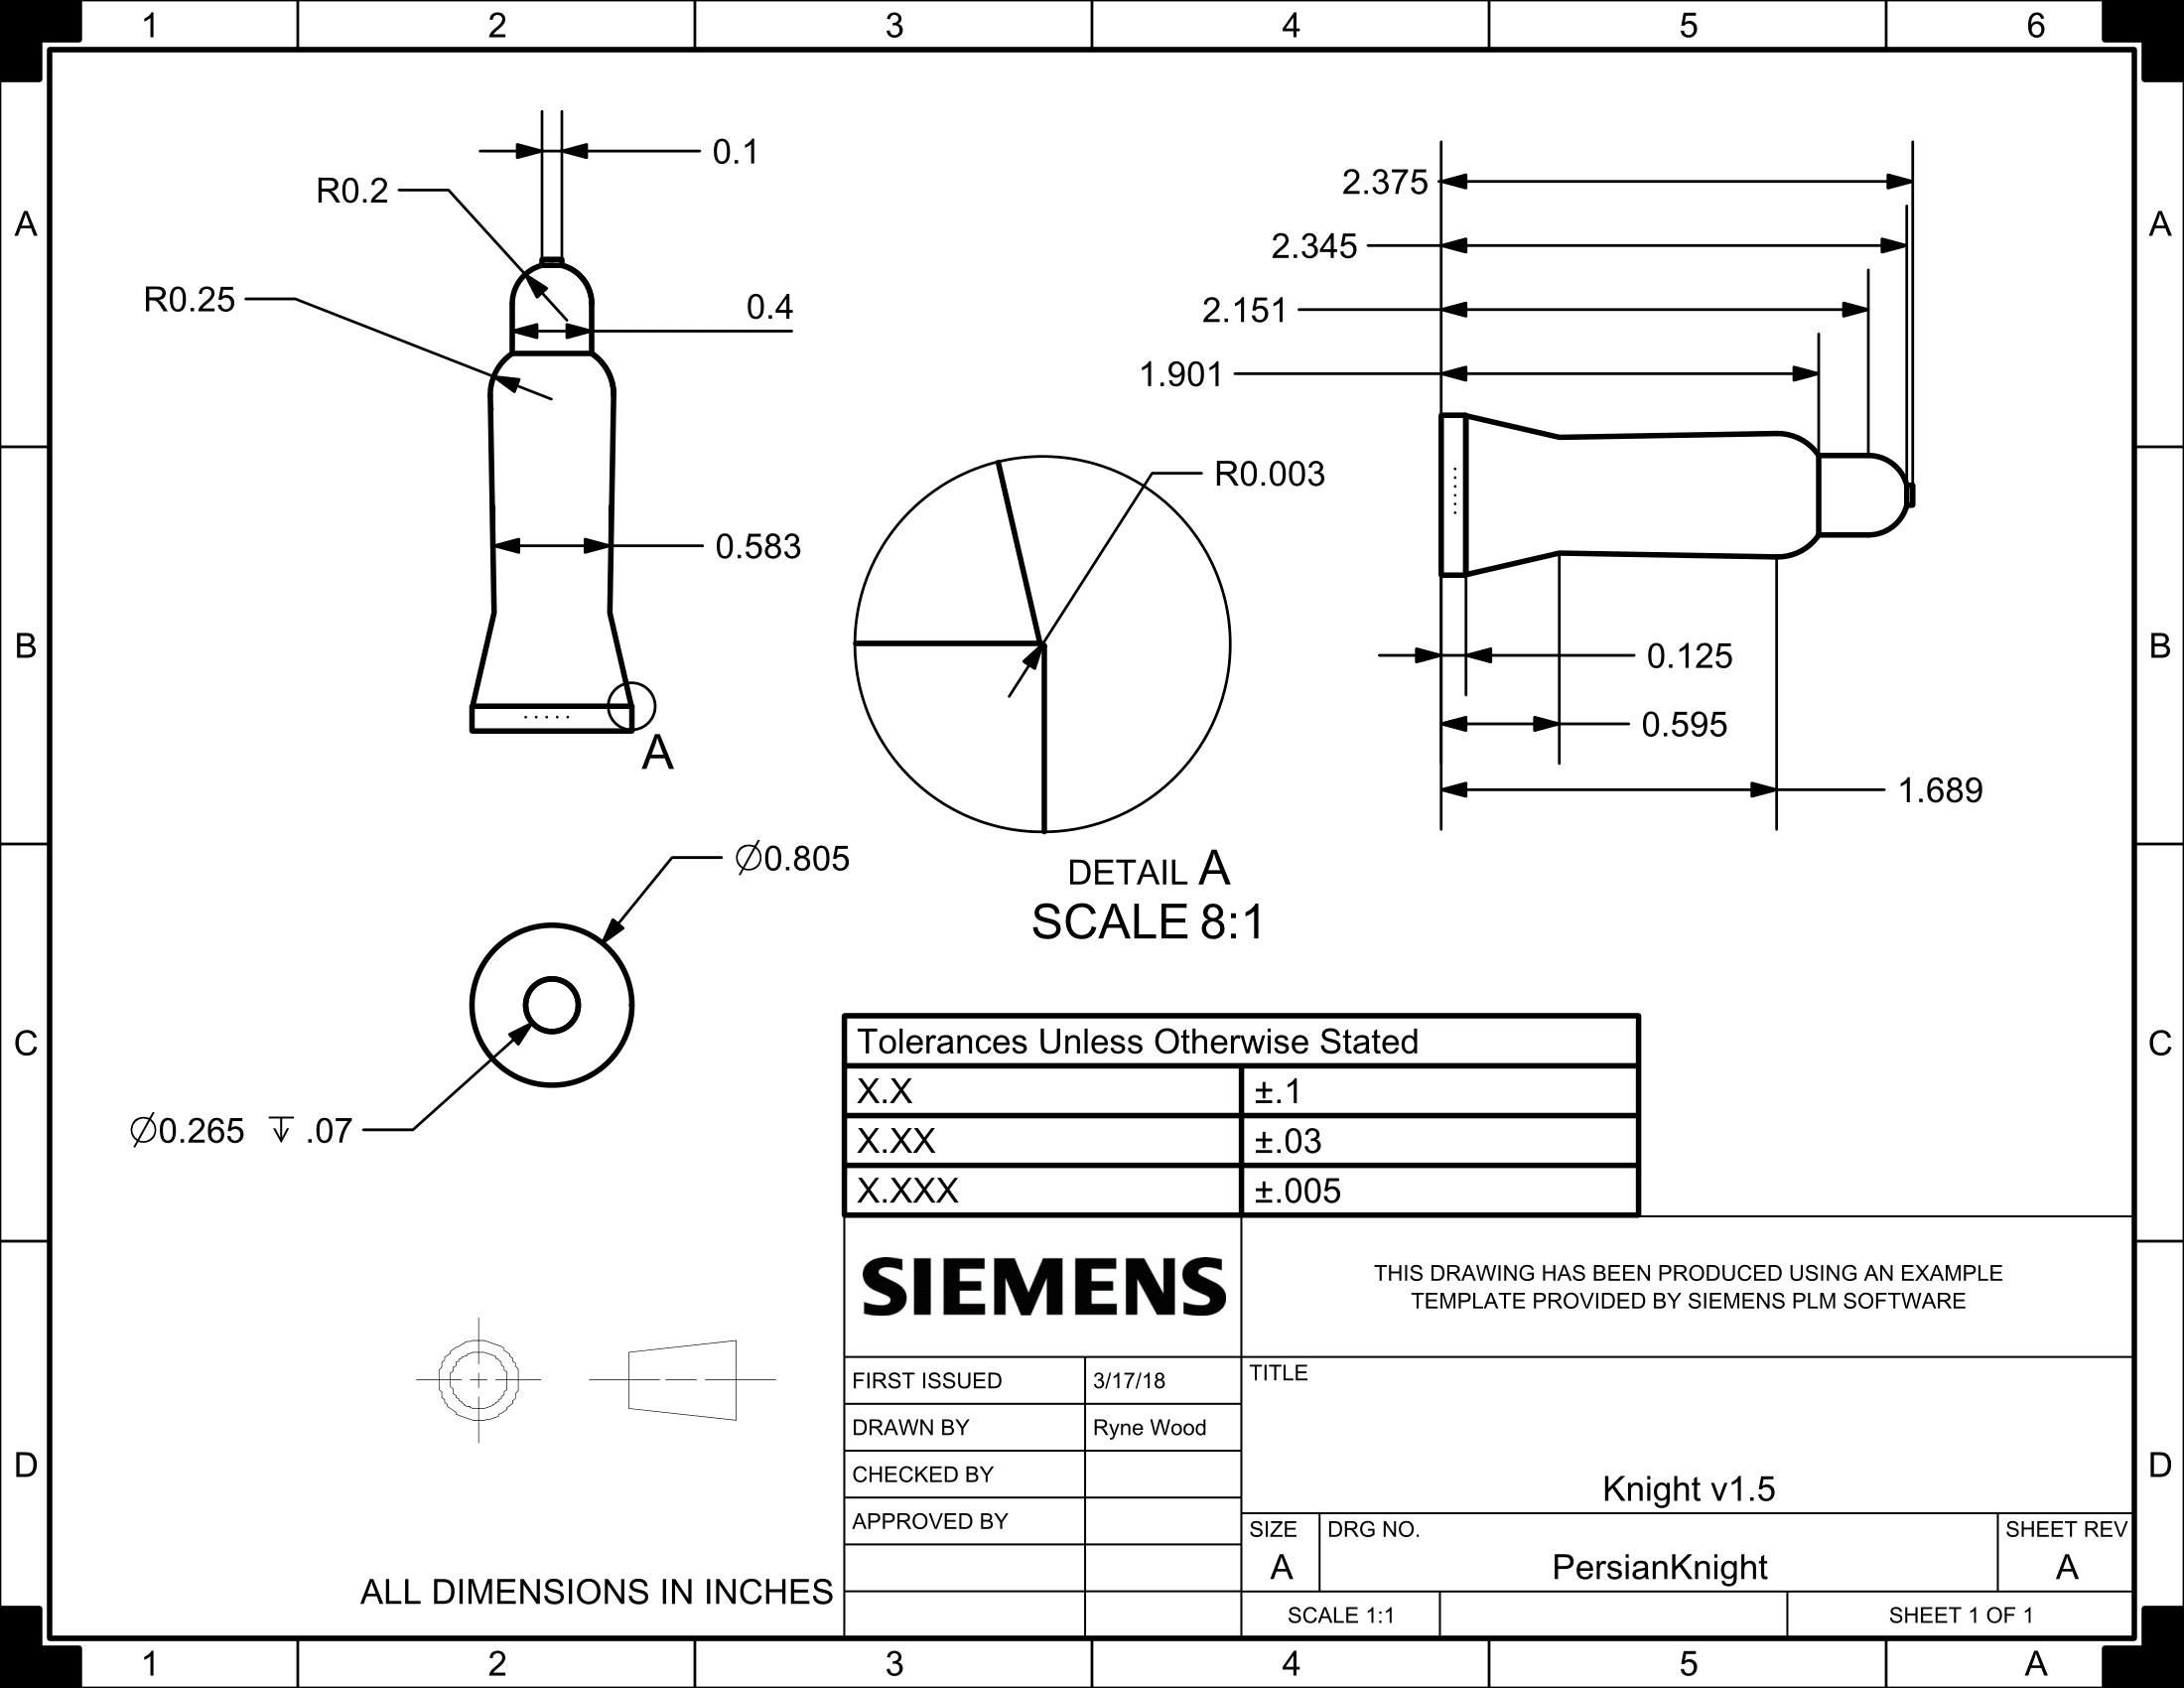 1 2 3 4 5 6
A A
B B
C C
D D
0.1
R0.2
R0.25
0.4
0.583
A
2.375
2.345
2.151
1.901
R0.003
0.125
0.595
1.689
DETAIL A
SCALE 8:1
∅0.805
∅0.265 ↧ .07
Tolerances Unless Otherwise Stated
X.X ±.1
X.XX ±.03
X.XXX ±.005
SIEMENS
THIS DRAWING HAS BEEN PRODUCED USING AN EXAMPLE
TEMPLATE PROVIDED BY SIEMENS PLM SOFTWARE
FIRST ISSUED 3/17/18
DRAWN BY Ryne Wood
CHECKED BY
APPROVED BY
TITLE
Knight v1.5
SIZE
A
DRG NO.
PersianKnight
SHEET REV
A
SCALE 1:1
SHEET 1 OF 1
ALL DIMENSIONS IN INCHES
1 2 3 4 5 A